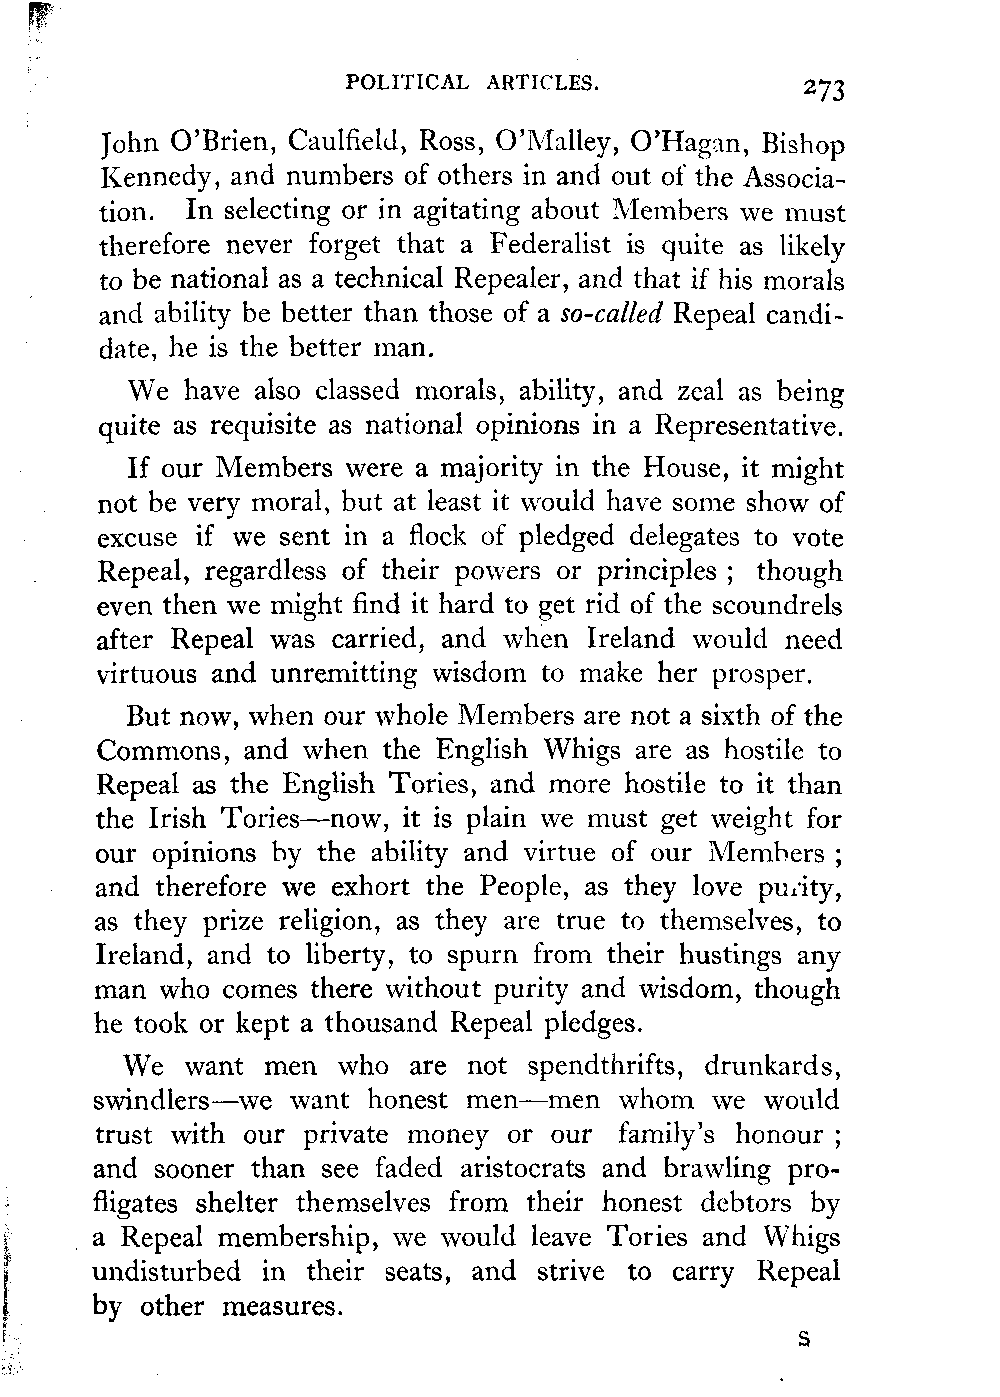 POLITICAL ARTICLES. 273
John O'Brien, Caulfield, Ross, O'Malley, O'Hagan, Bishop
Kennedy, and numbers of others in and out of the Associa-
tion. In selecting or in agitating about Members we must
therefore never forget that a Federalist is quite as likely
to be national as a technical Repealer, and that if his morals
and ability be better than those of a so-called Repeal candi-
date, he is the better man.
We have also classed morals, ability, and zeal as being
quite as requisite as national opinions in a Representative.
If our Members were a majority in the House, it might
not be very moral, but at least it would have some show of
excuse if we sent in a flock of pledged delegates to vote
Repeal, regardless of their powers or principles ; though
even then we might find it hard to get rid of the scoundrels
after Repeal was carried, and when Ireland would need
virtuous and unremitting wisdom to make her prosper.
But now, when our whole Members are not a sixth of the
Commons, and when the English Whigs are as hostile to
Repeal as the English Tories, and more hostile to it than
the Irish Tories—now, it is plain we must get weight for
our opinions by the ability and virtue of our Members ;
and therefore we exhort the People, as they love purity,
as they prize religion, as they are true to themselves, to
Ireland, and to liberty, to spurn from their hustings any
man who comes there without purity and wisdom, though
he took or kept a thousand Repeal pledges.
We want men who are not spendthrifts, drunkards,
swindlers—we want honest men—men whom we would
trust with our private money or our family's honour ;
and sooner than see faded aristocrats and brawling pro-
fligates shelter themselves from their honest debtors by
a Repeal membership, we would leave Tories and Whigs
undisturbed in their seats, and strive to carry Repeal
by other measures.
S